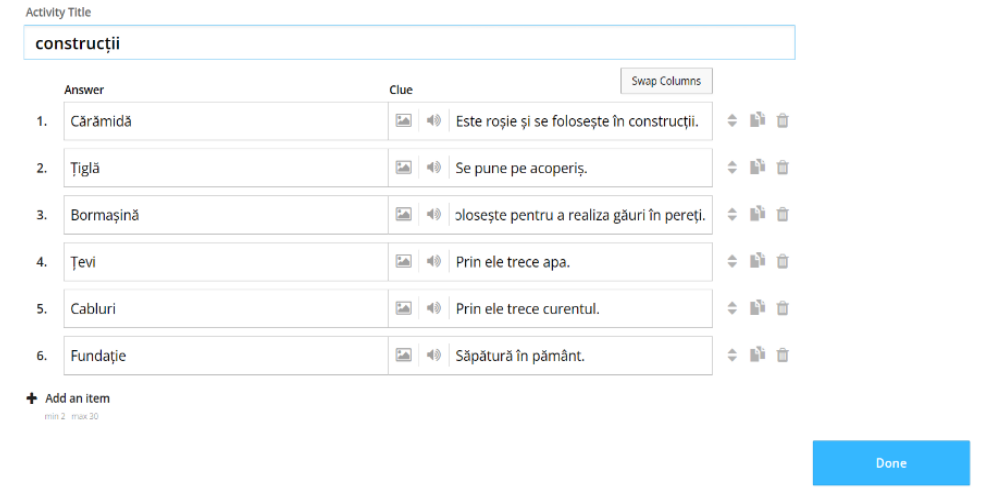 Activity Title
construcții
Swap Columns
Answer Clue
1. Cărămidă Este roșie și se folosește în construcții.
2. Țiglă Se pune pe acoperiș.
3. Bormașină pentru a realiza găuri în pereți.
4. Țevi Prin ele trece apa.
5. Cabluri Prin ele trece curentul.
6. Fundație Săpătură în pământ.
+ Add an item
min 2 max 30
Done